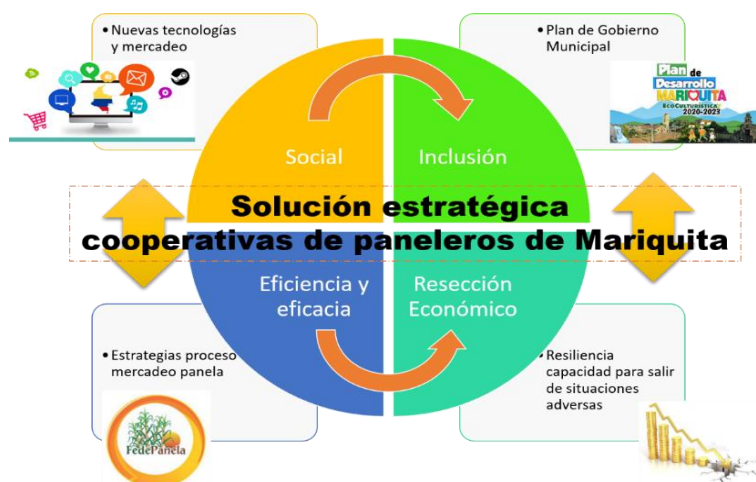 • Nuevas tecnologías
y mercadeo
• Plan de Gobierno
Municipal
Plan de
Desarrollo
MARIQUITA
ECOCULTURÍSTICA
2020-2023
Social
Inclusión
Solución estratégica
cooperativas de paneleros de Mariquita
Eficiencia y
eficacia
Resección
Económico
• Estrategias proceso
mercadeo panela
• Resiliencia
capacidad para salir
de situaciones
adversas
FedePanela